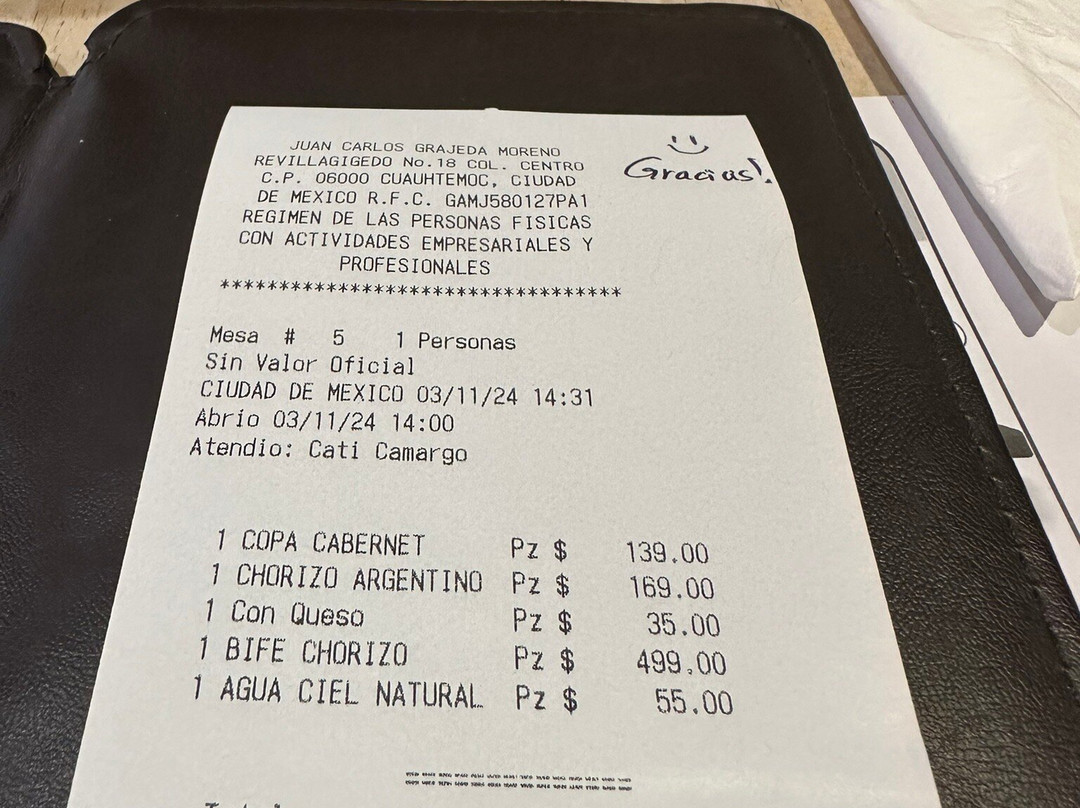 JUAN CARLOS GRAJEDA MORENO
REVILLAGIGEDO No.18 COL. CENTRO
C.P. 06000 CUAUHTEMOC, CIUDAD
DE MEXICO R.F.C. GAMJ580127PA1
REGIMEN DE LAS PERSONAS FISICAS
CON ACTIVIDADES EMPRESARIALES Y
PROFESIONALES
Gracias!
**********************************
Mesa # 5 1 Personas
Sin Valor Oficial
CIUDAD DE MEXICO 03/11/24 14:31
Abrio 03/11/24 14:00
Atendio: Cati Camargo
1 COPA CABERNET Pz $ 139.00
1 CHORIZO ARGENTINO Pz $ 169.00
1 Con Queso Pz $ 35.00
1 BIFE CHORIZO Pz $ 499.00
1 AGUA CIEL NATURAL Pz $ 55.00